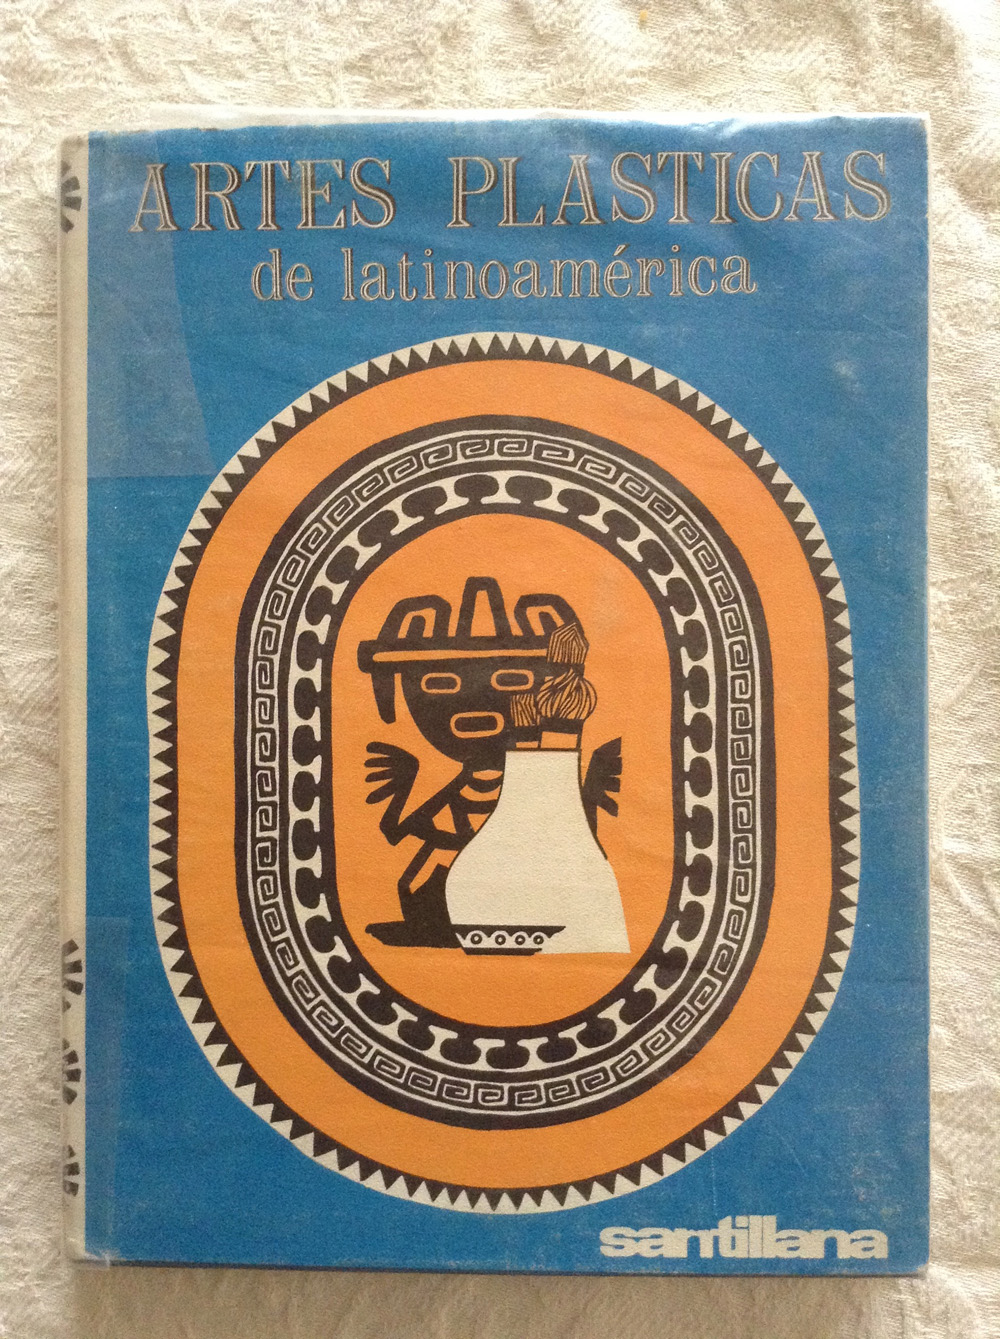 ARTES PLASTICAS
de latinoamérica
santillana